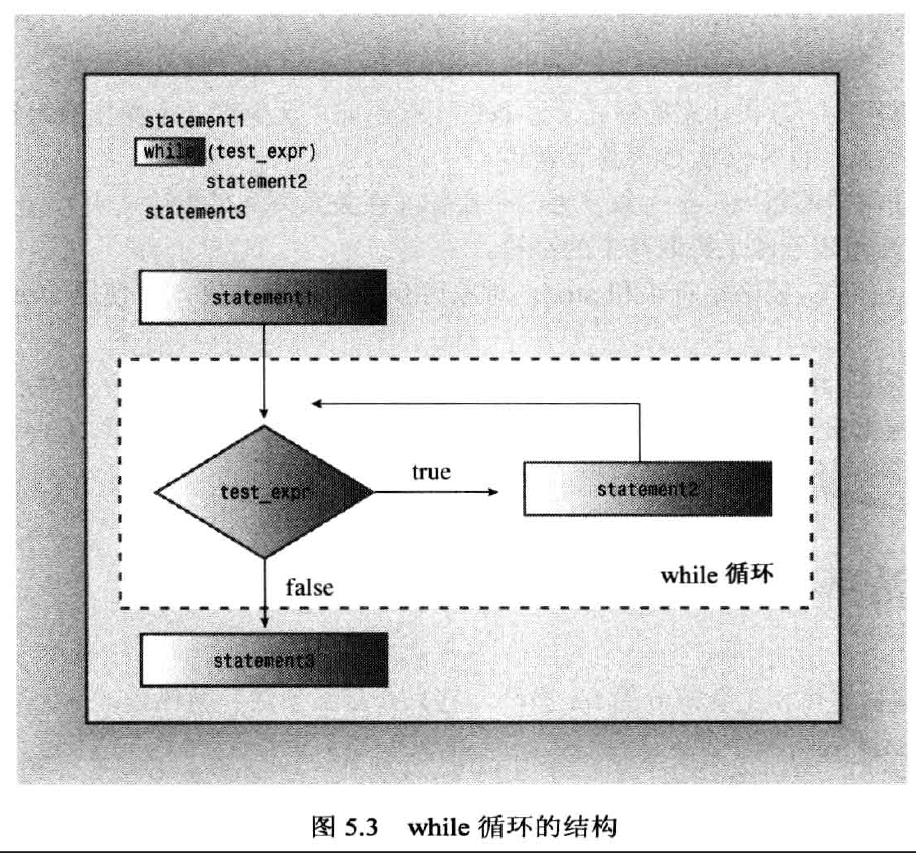 statement1
while (test_expr)
statement2
statement3
statement1
test_expr
true
statement2
false
while 循环
statement3
图 5.3 while 循环的结构